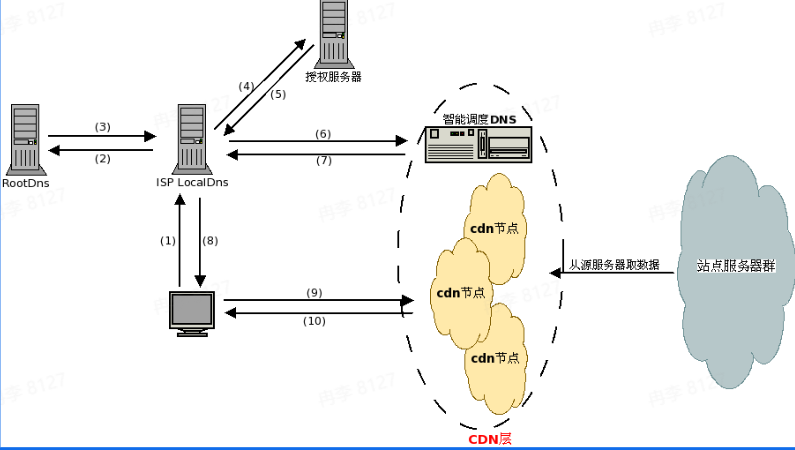 冉李 8127
授权服务器
(4)
(5)
智能调度DNS
(3)
(2)
(6)
(7)
RootDns
ISP LocalDns
(1)
(8)
cdn节点
从源服务器取数据
站点服务器群
(9)
(10)
cdn节点
cdn节点
CDN层